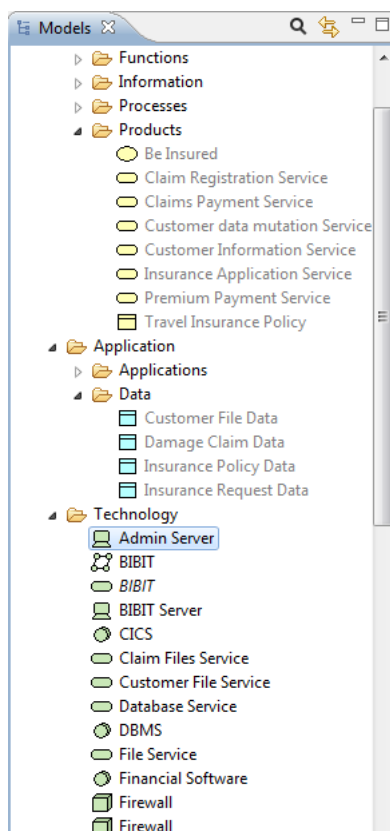 Models
Functions
Information
Processes
Products
Be Insured
Claim Registration Service
Claims Payment Service
Customer data mutation Service
Customer Information Service
Insurance Application Service
Premium Payment Service
Travel Insurance Policy
Application
Applications
Data
Customer File Data
Damage Claim Data
Insurance Policy Data
Insurance Request Data
Technology
Admin Server
BIBIT
BIBIT
BIBIT Server
CICS
Claim Files Service
Customer File Service
Database Service
DBMS
File Service
Financial Software
Firewall
Firewall